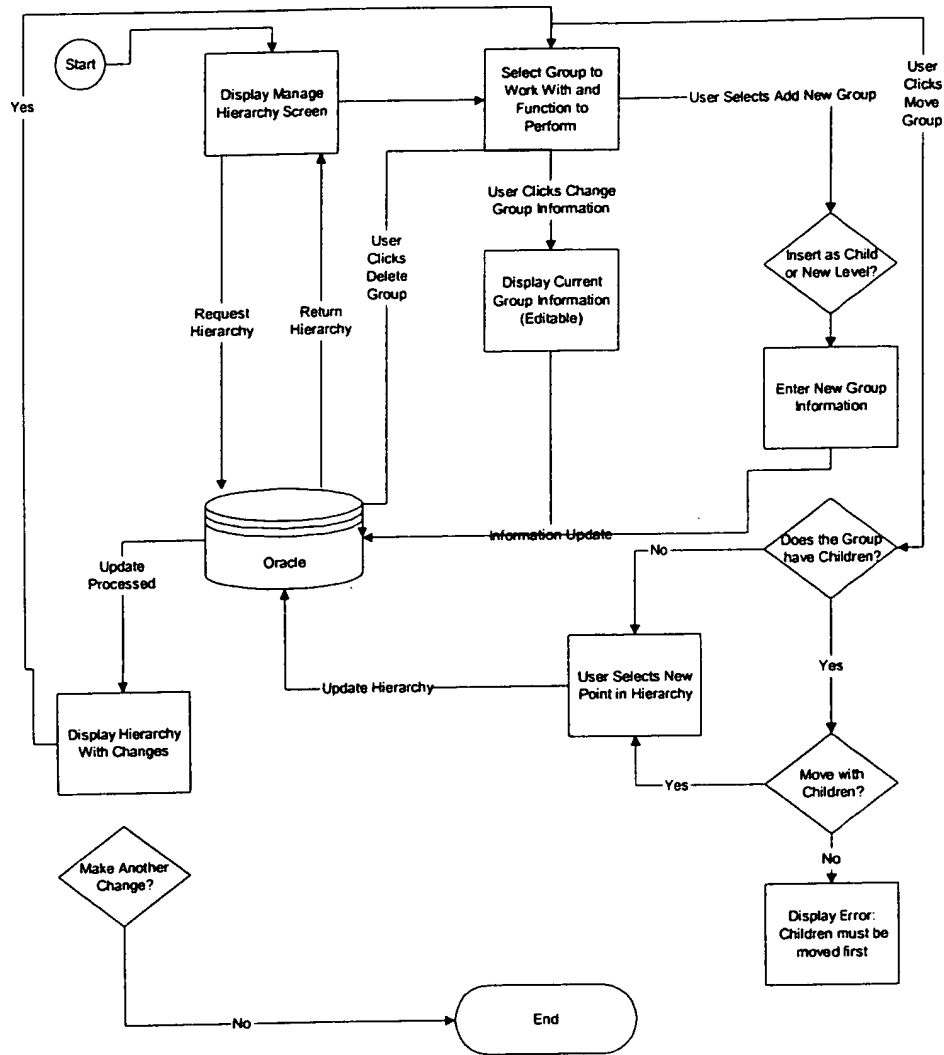 Start
Yes
Display Manage
Hierarchy Screen
Select Group to
Work With and
Function to
Perform
User Selects Add New Group
User
Clicks
Move
Group
User Clicks Change
Group Information
User
Clicks
Delete
Group
Insert as Child
or New Level?
Request
Hierarchy
Return
Hierarchy
Display Current
Group Information
(Editable)
Enter New Group
Information
Information Update
Oracle
No
Does the Group
have Children?
Update
Processed
Yes
Update Hierarchy
User Selects New
Point in Hierarchy
Display Hierarchy
With Changes
Yes
Move with
Children?
No
Make Another
Change?
Display Error:
Children must be
moved first
No
End